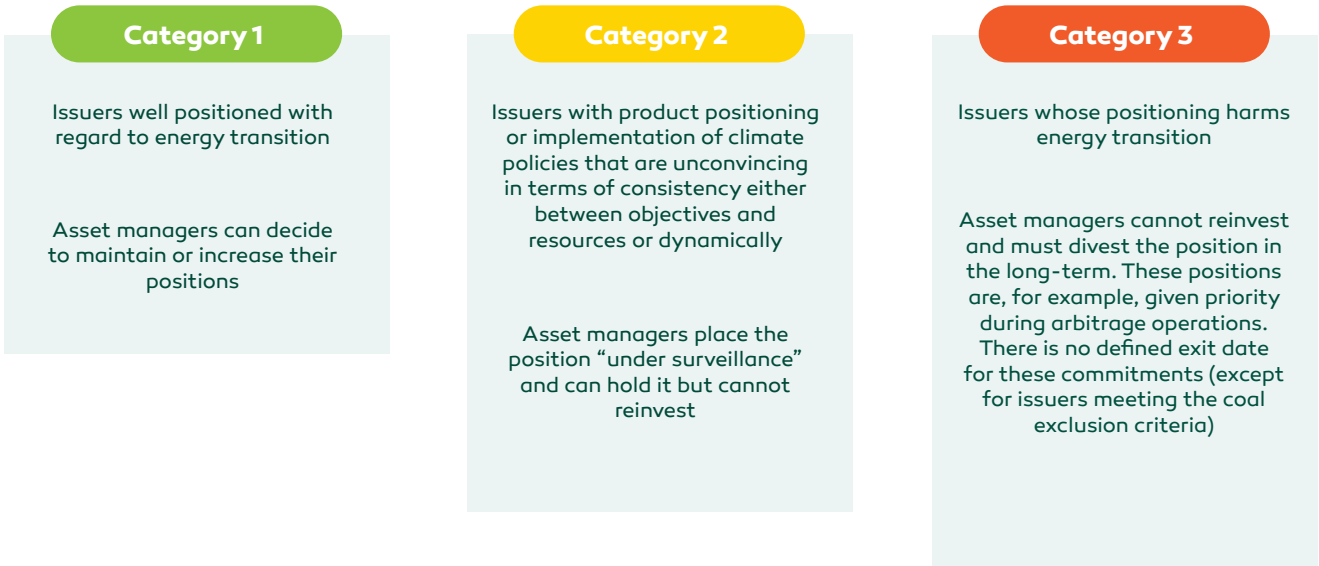 Category 1
Issuers well positioned with
regard to energy transition
Asset managers can decide
to maintain or increase their
positions
Category 2
Issuers with product positioning
or implementation of climate
policies that are unconvincing
in terms of consistency either
between objectives and
resources or dynamically
Asset managers place the
position “under surveillance”
and can hold it but cannot
reinvest
Category 3
Issuers whose positioning harms
energy transition
Asset managers cannot reinvest
and must divest the position in
the long-term. These positions
are, for example, given priority
during arbitrage operations.
There is no defined exit date
for these commitments (except
for issuers meeting the coal
exclusion criteria)